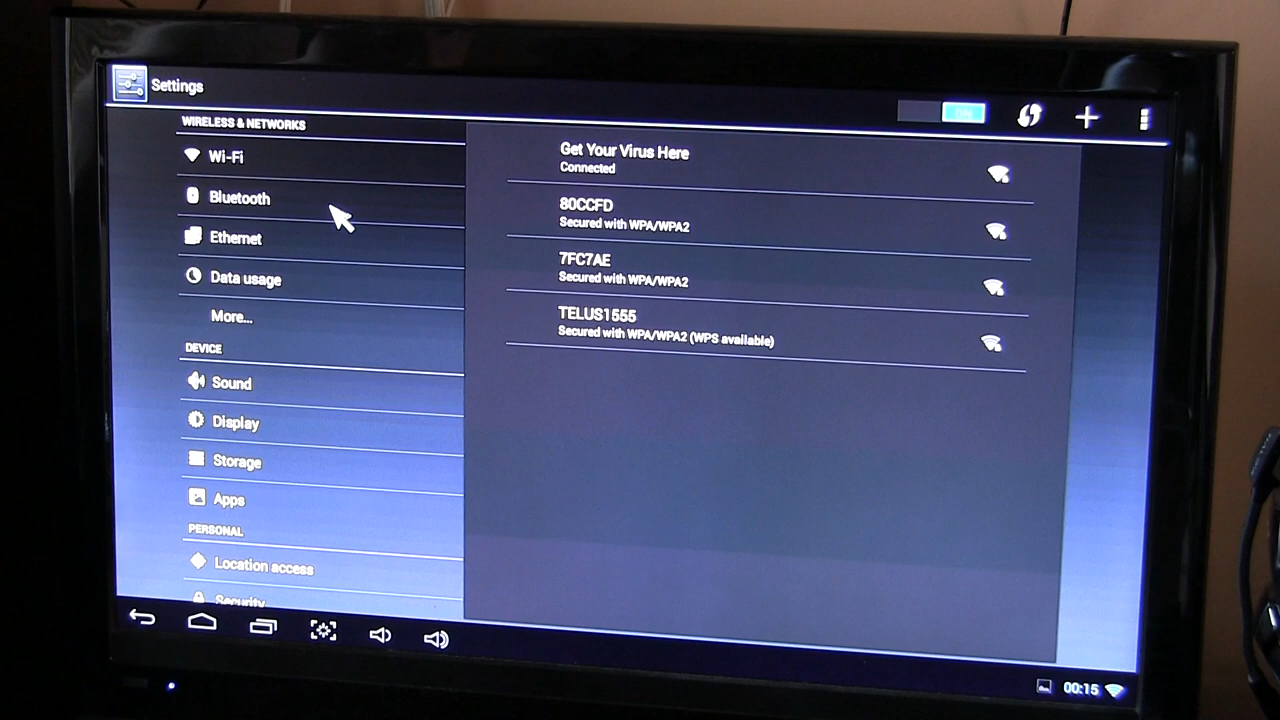 Settings
WIRELESS & NETWORKS
Wi-Fi
Bluetooth
Ethernet
Data usage
More...
DEVICE
Sound
Display
Storage
Apps
PERSONAL
Location access
Security
ON
Get Your Virus Here
Connected
80CCFD
Secured with WPA/WPA2
7FC7AE
Secured with WPA/WPA2
TELUS1555
Secured with WPA/WPA2 (WPS available)
00:15